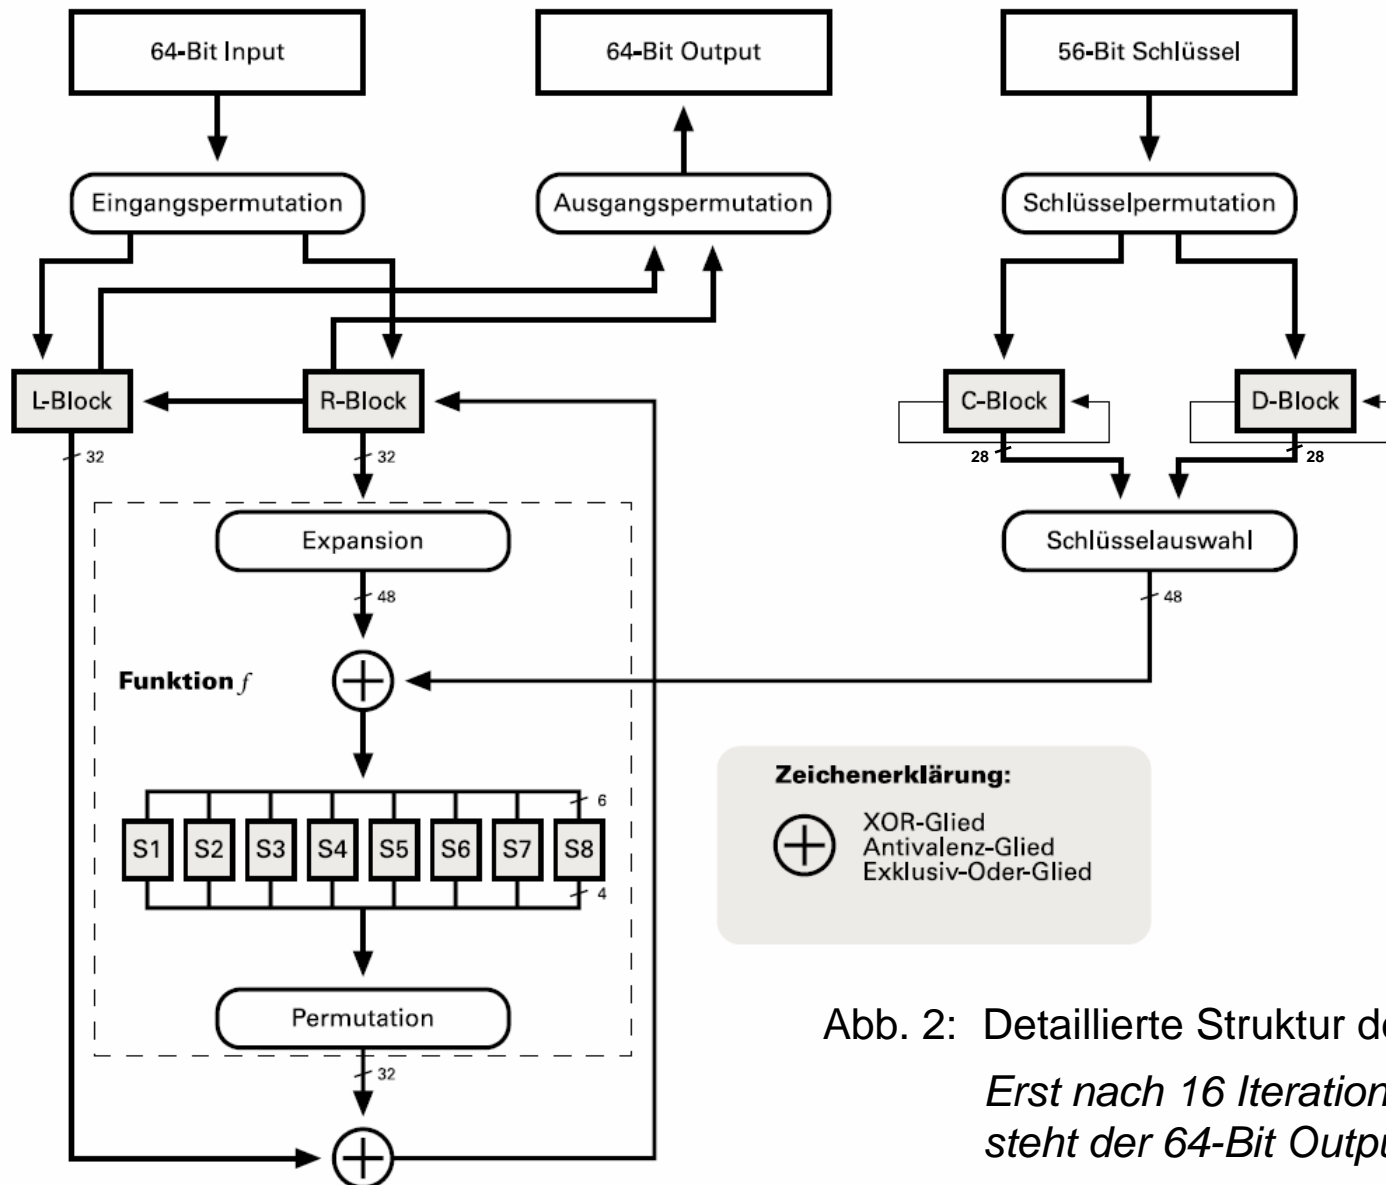 64-Bit Input
64-Bit Output
56-Bit Schlüssel
Eingangspermutation
Ausgangspermutation
Schlüsselpermutation
L-Block
R-Block
C-Block
D-Block
32
32
28
28
Expansion
Schlüsselauswahl
48
48
Funktion f
Zeichenerklärung:
XOR-Glied
Antivalenz-Glied
Exklusiv-Oder-Glied
6
S1 S2 S3 S4 S5 S6 S7 S8
4
Permutation
32
Abb. 2: Detaillierte Struktur
Erst nach 16
steht der 64-Bit